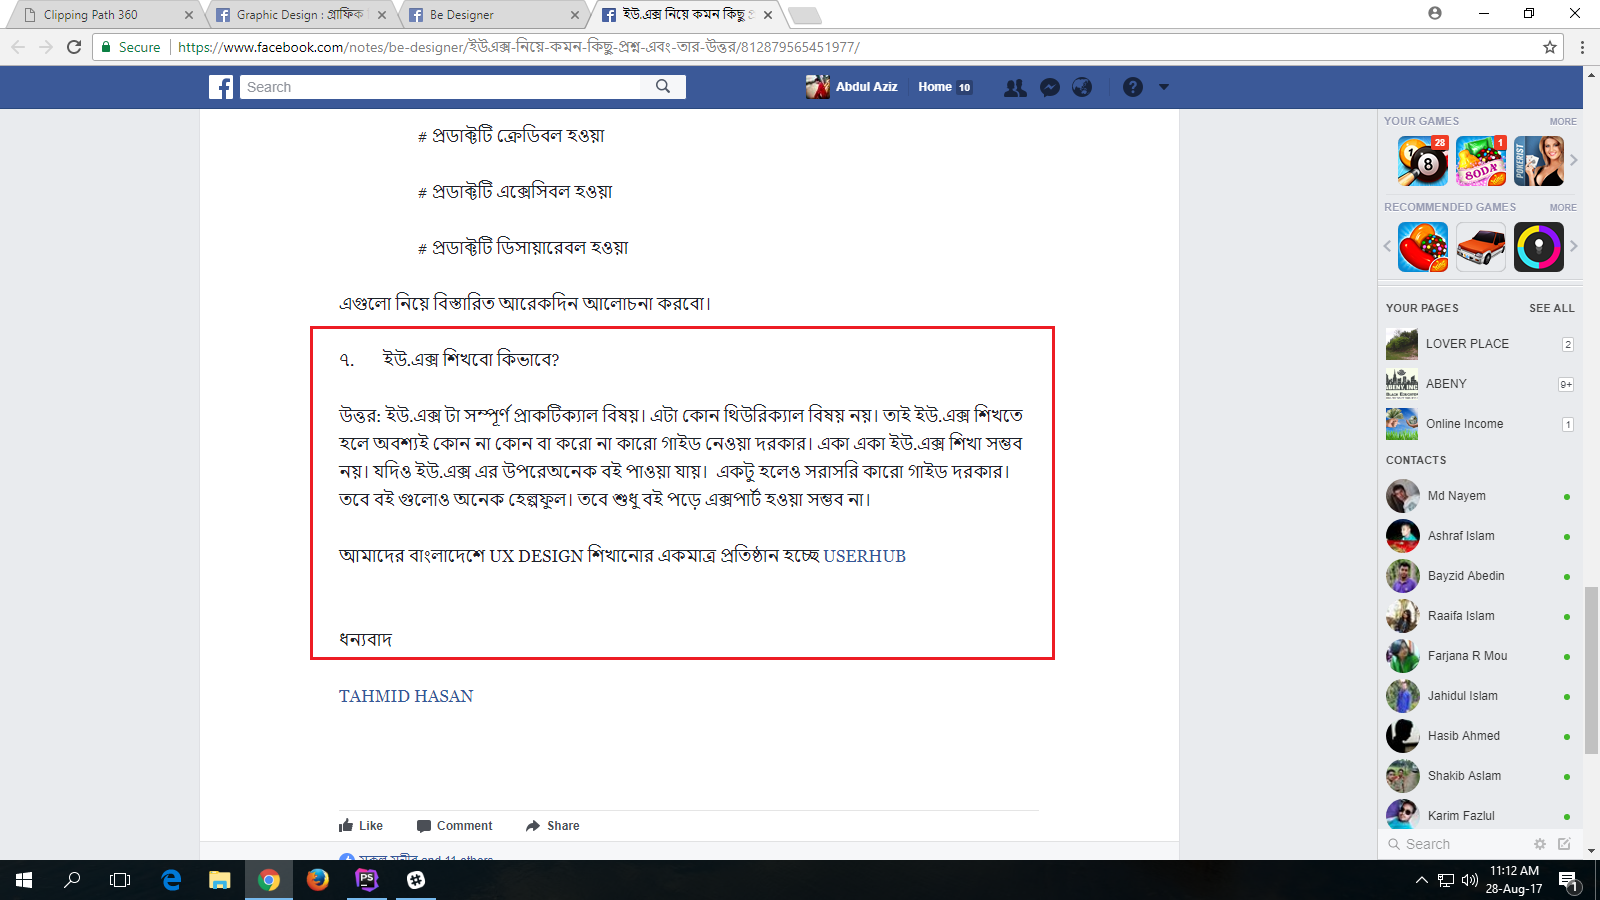 Clipping Path 360
Graphic Design : গ্রাফিক
Be Designer
ইউ.এক্স নিয়ে কমন কিছু প্র
Secure
https://www.facebook.com/notes/be-designer/ইউএক্স-নিয়ে-কমন-কিছু-প্রশ্ন-এবং-তার-উত্তর/812879565451977/
Search
Abdul Aziz
Home 10
# প্রডাক্টটি ক্রেডিবল হওয়া
# প্রডাক্টটি এক্সেসিবল হওয়া
# প্রডাক্টটি ডিসায়ারেবল হওয়া
এগুলো নিয়ে বিস্তারিত আরেকদিন আলোচনা করবো।
৭. ইউ.এক্স শিখবো কিভাবে?
উত্তর: ইউ.এক্স টা সম্পূর্ণ প্রাকটিক্যাল বিষয়। এটা কোন থিউরিক্যাল বিষয় নয়। তাই ইউ.এক্স শিখতে
হলে অবশ্যই কোন না কোন বা করো না কারো গাইড নেওয়া দরকার। একা একা ইউ.এক্স শিখা সম্ভব
নয়। যদিও ইউ.এক্স এর উপরেঅনেক বই পাওয়া যায়। একটু হলেও সরাসরি কারো গাইড দরকার।
তবে বই গুলোও অনেক হেল্পফুল। তবে শুধু বই পড়ে এক্সপার্ট হওয়া সম্ভব না।
আমাদের বাংলাদেশে UX DESIGN শিখানোর একমাত্র প্রতিষ্ঠান হচ্ছে USERHUB
ধন্যবাদ
TAHMID HASAN
Like
Comment
Share
and 11 others
YOUR GAMES
MORE
28
8
1
SODA
POKERIST
RECOMMENDED GAMES
MORE
YOUR PAGES
SEE ALL
LOVER PLACE
2
ABENY
9+
Online Income
1
CONTACTS
Md Nayem
Ashraf Islam
Bayzid Abedin
Raaifa Islam
Farjana R Mou
Jahidul Islam
Hasib Ahmed
Shakib Aslam
Karim Fazlul
Search
PS
11:12 AM
28-Aug-17
1